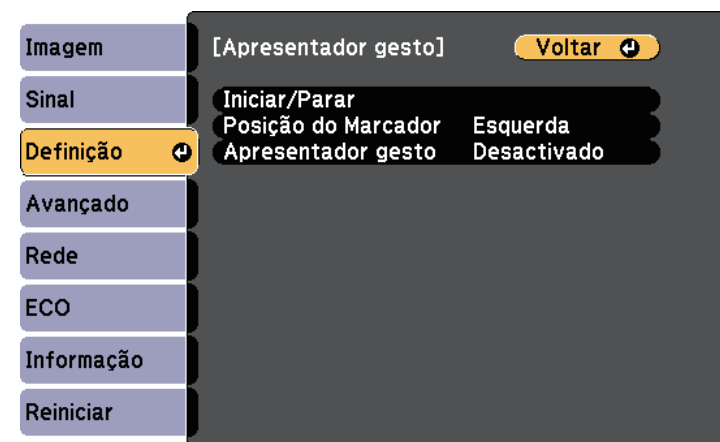 Imagem
Sinal
Definição
Avançado
Rede
ECO
Informação
Reiniciar
[Apresentador gesto] Voltar
Iniciar/Parar
Posição do Marcador Esquerda
Apresentador gesto Desactivado